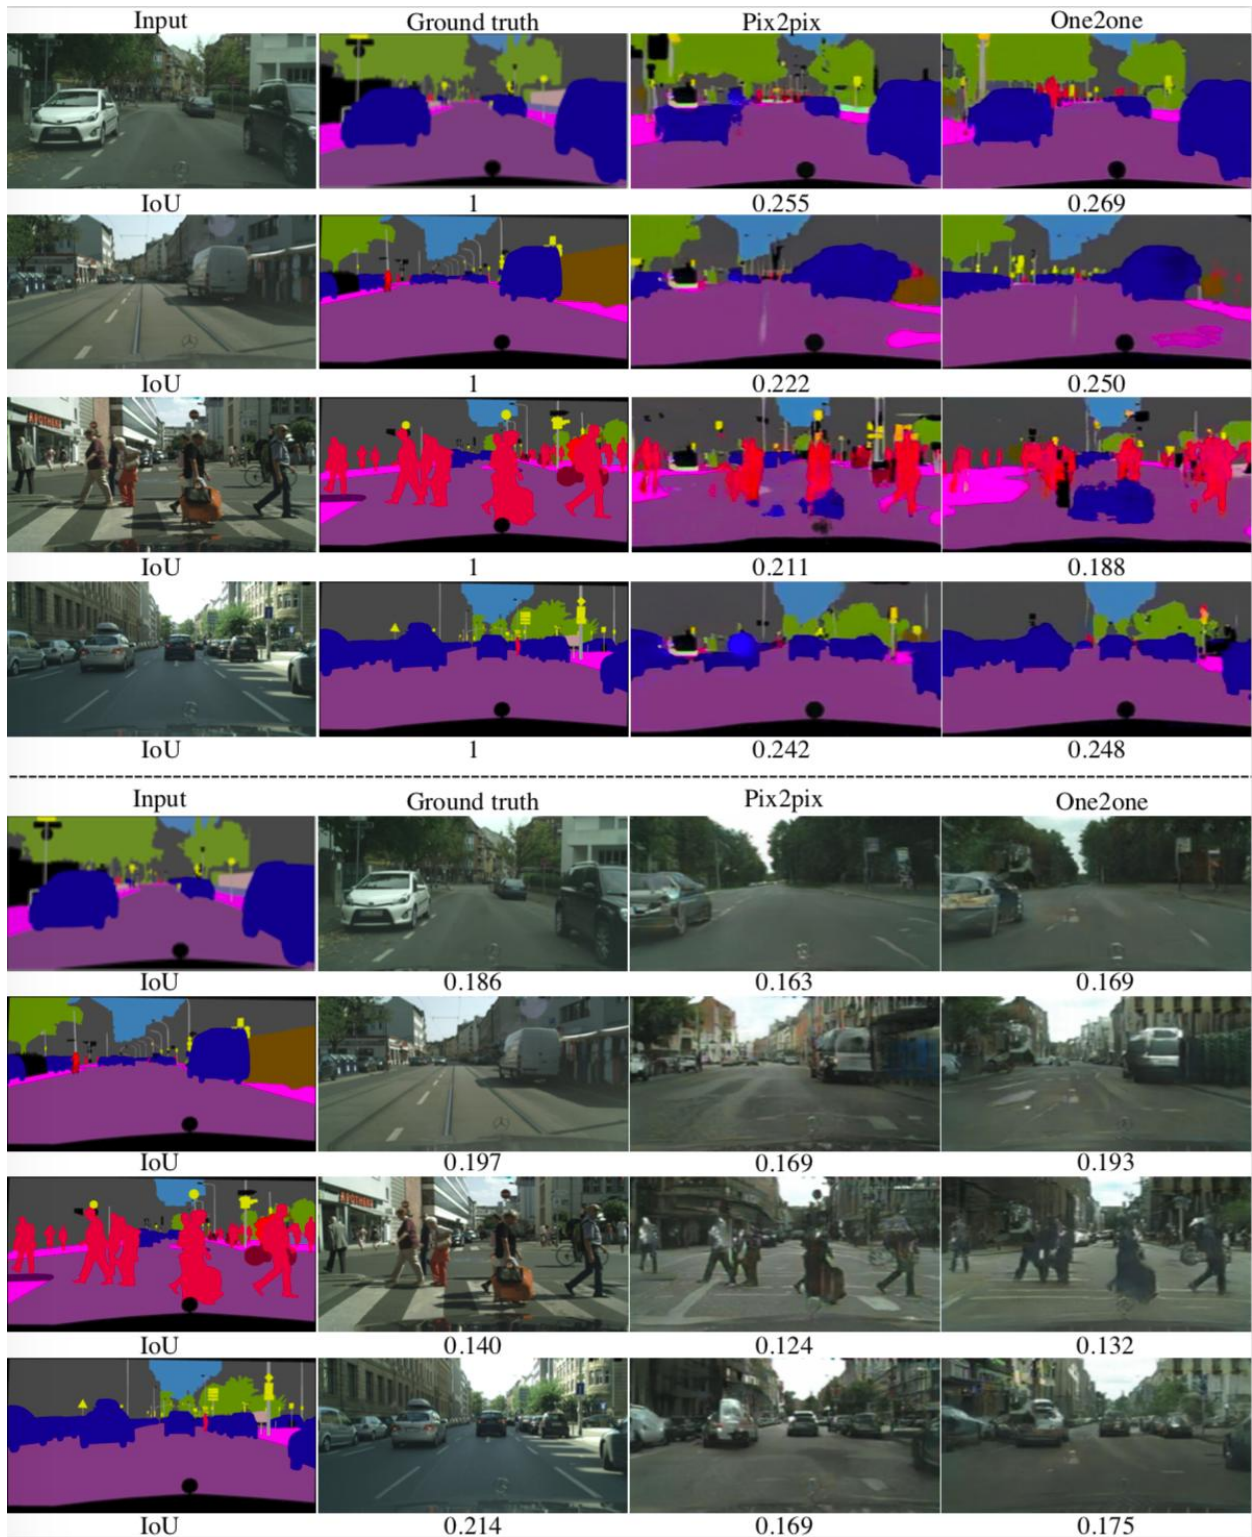 Input Ground truth Pix2pix One2one
IoU 1 0.255 0.269
IoU 1 0.222 0.250
IoU 1 0.211 0.188
IoU 1 0.242 0.248
Input Ground truth Pix2pix One2one
IoU 0.186 0.163 0.169
IoU 0.197 0.169 0.193
IoU 0.140 0.124 0.132
IoU 0.214 0.169 0.175